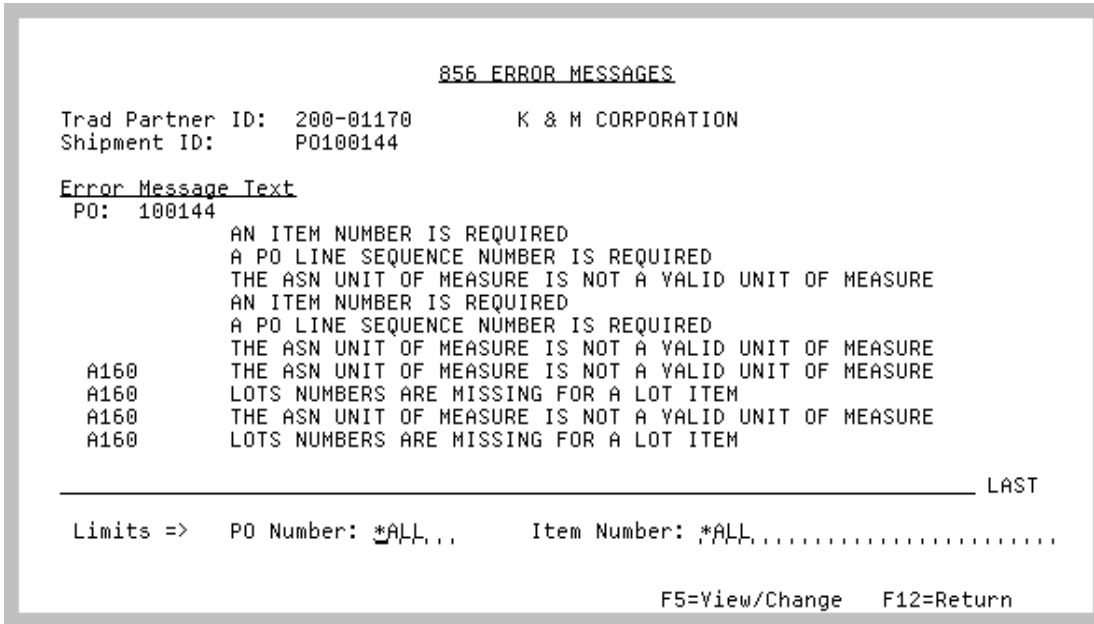 856 ERROR MESSAGES
Trad Partner ID: 200-01170 K & M CORPORATION
Shipment ID: PO100144
Error Message Text
PO: 100144
AN ITEM NUMBER IS REQUIRED
A PO LINE SEQUENCE NUMBER IS REQUIRED
THE ASN UNIT OF MEASURE IS NOT A VALID UNIT OF MEASURE
AN ITEM NUMBER IS REQUIRED
A PO LINE SEQUENCE NUMBER IS REQUIRED
THE ASN UNIT OF MEASURE IS NOT A VALID UNIT OF MEASURE
A160 THE ASN UNIT OF MEASURE IS NOT A VALID UNIT OF MEASURE
A160 LOTS NUMBERS ARE MISSING FOR A LOT ITEM
A160 THE ASN UNIT OF MEASURE IS NOT A VALID UNIT OF MEASURE
A160 LOTS NUMBERS ARE MISSING FOR A LOT ITEM
LAST
Limits => PO Number: *ALL Item Number: *ALL
F5=View/Change F12=Return